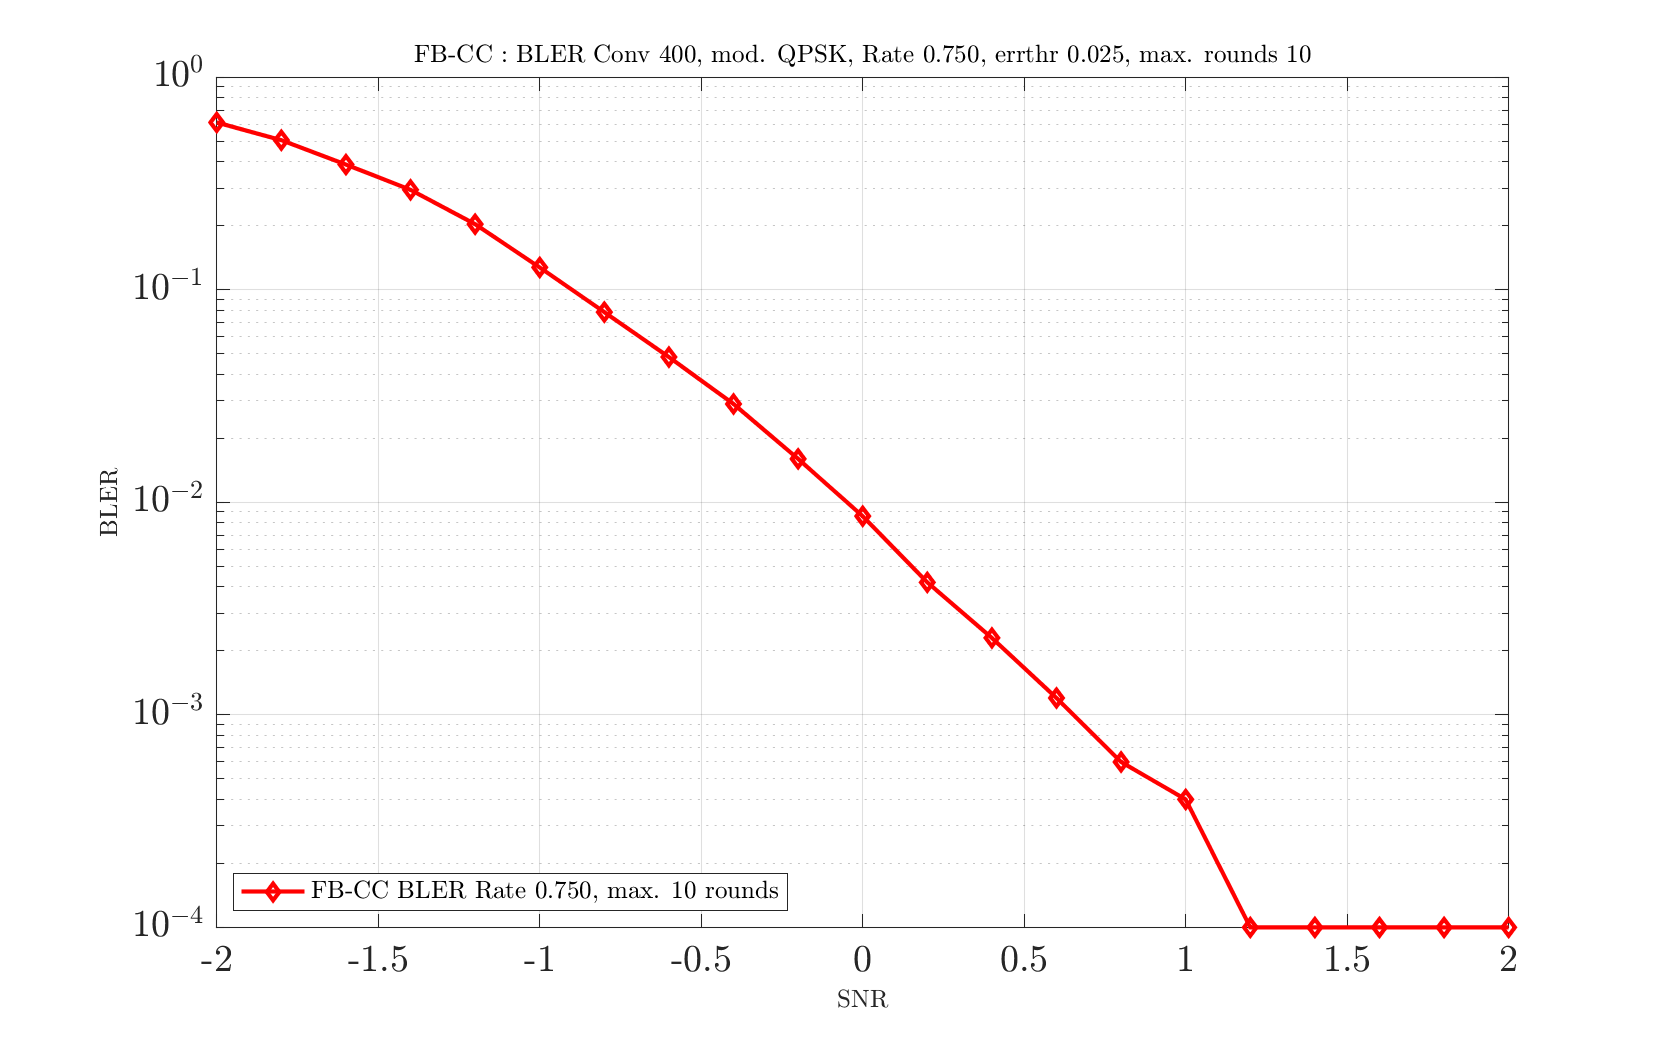 FB-CC : BLER Conv 400, mod. QPSK, Rate 0.750, errthr 0.025, max. rounds 10
10^0
10^{-1}
10^{-2}
10^{-3}
10^{-4}
BLER
FB-CC BLER Rate 0.750, max. 10 rounds
-2 -1.5 -1 -0.5 0 0.5 1 1.5 2
SNR